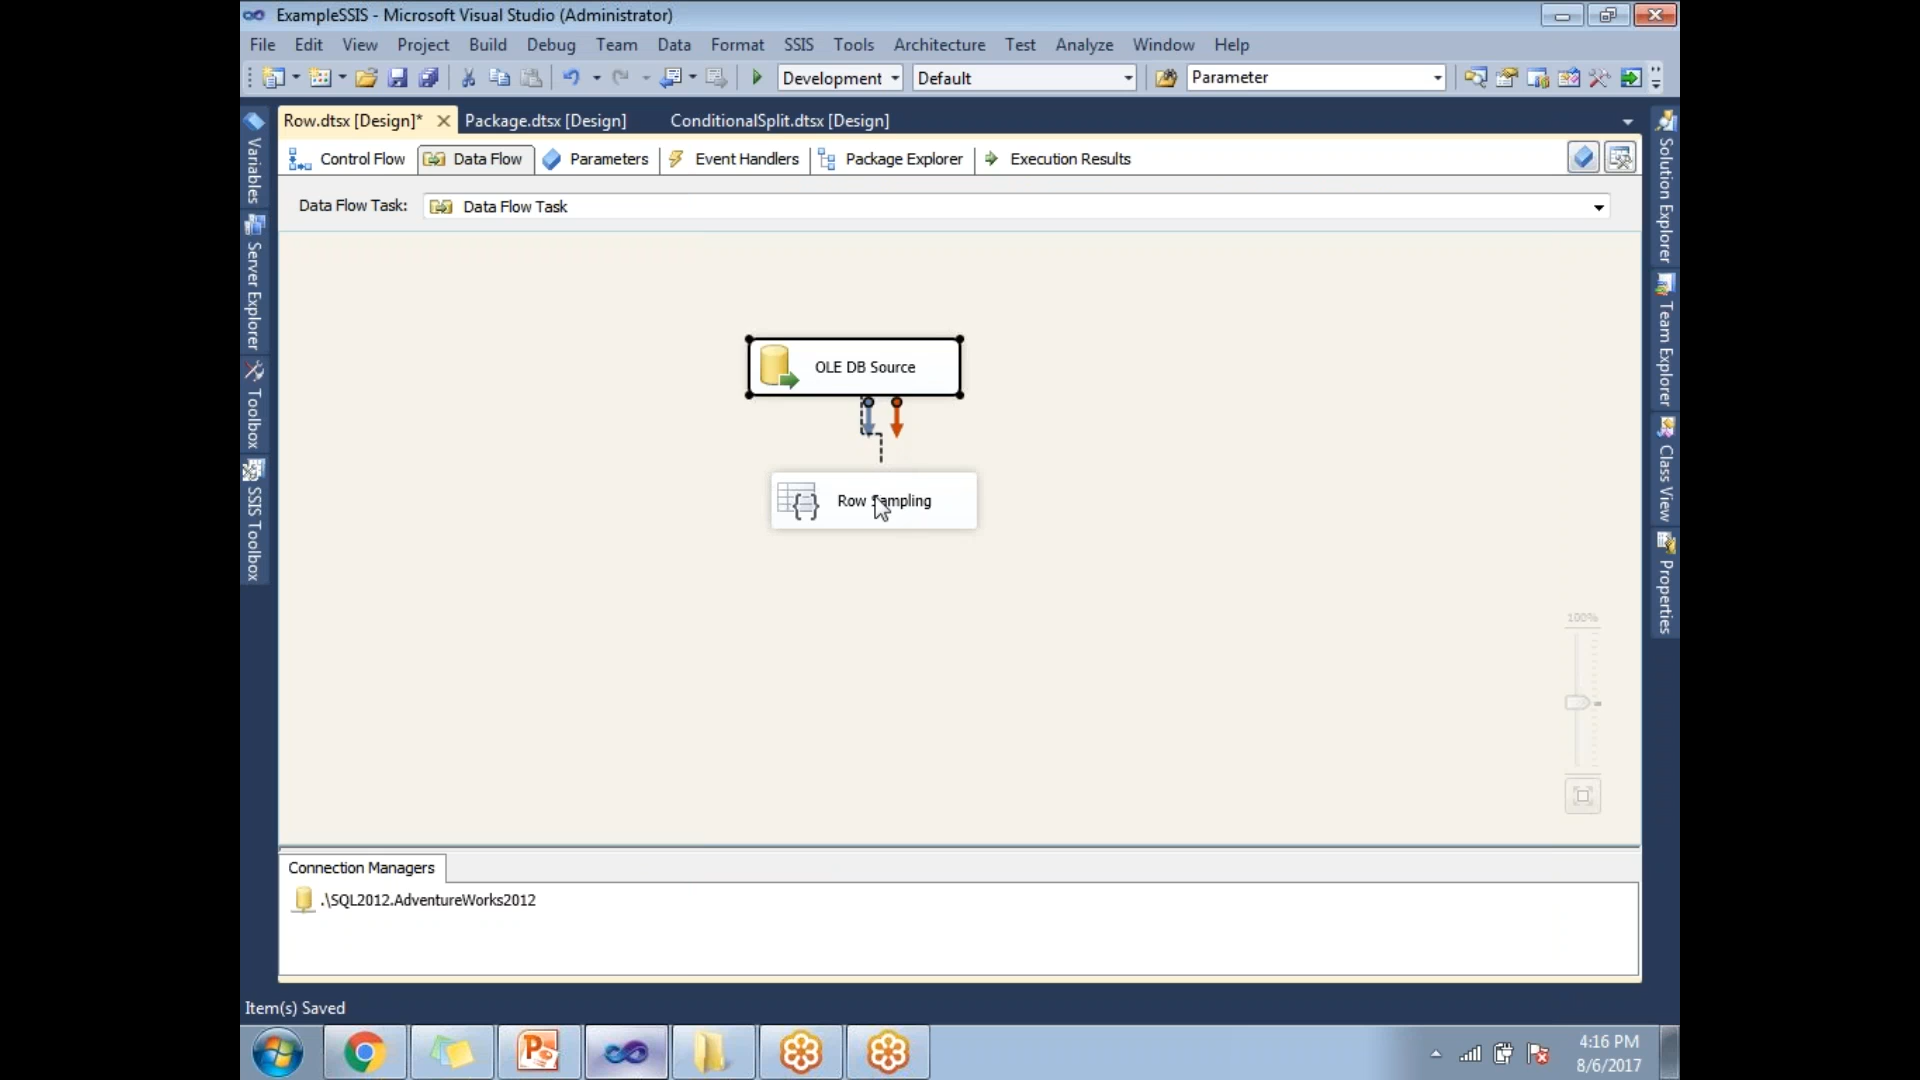 ExampleSSIS - Microsoft Visual Studio (Administrator)
File Edit View Project Build Debug Team Data Format SSIS Tools Architecture Test Analyze Window Help
Development Default Parameter
Row.dtsx [Design]* Package.dtsx [Design] ConditionalSplit.dtsx [Design]
Control Flow Data Flow Parameters Event Handlers Package Explorer Execution Results
Data Flow Task: Data Flow Task
Variables
Server Explorer
Toolbox
SSIS Toolbox
OLE DB Source
Row Sampling
100%
Solution Explorer
Team Explorer
Class View
Properties
Connection Managers
.\SQL2012.AdventureWorks2012
Item(s) Saved
4:16 PM
8/6/2017